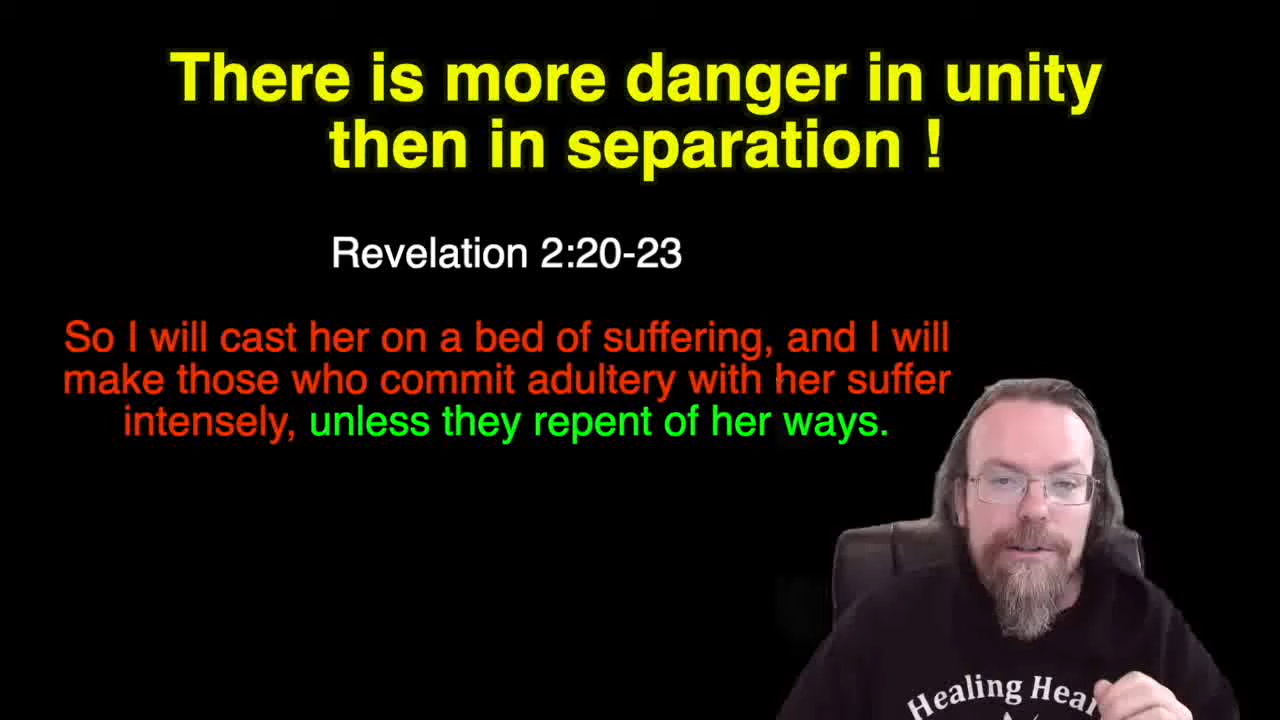 There is more danger in unity
then in separation !
Revelation 2:20-23
So I will cast her on a bed of suffering, and I will
make those who commit adultery with her suffer
intensely, unless they repent of her ways.
Healing